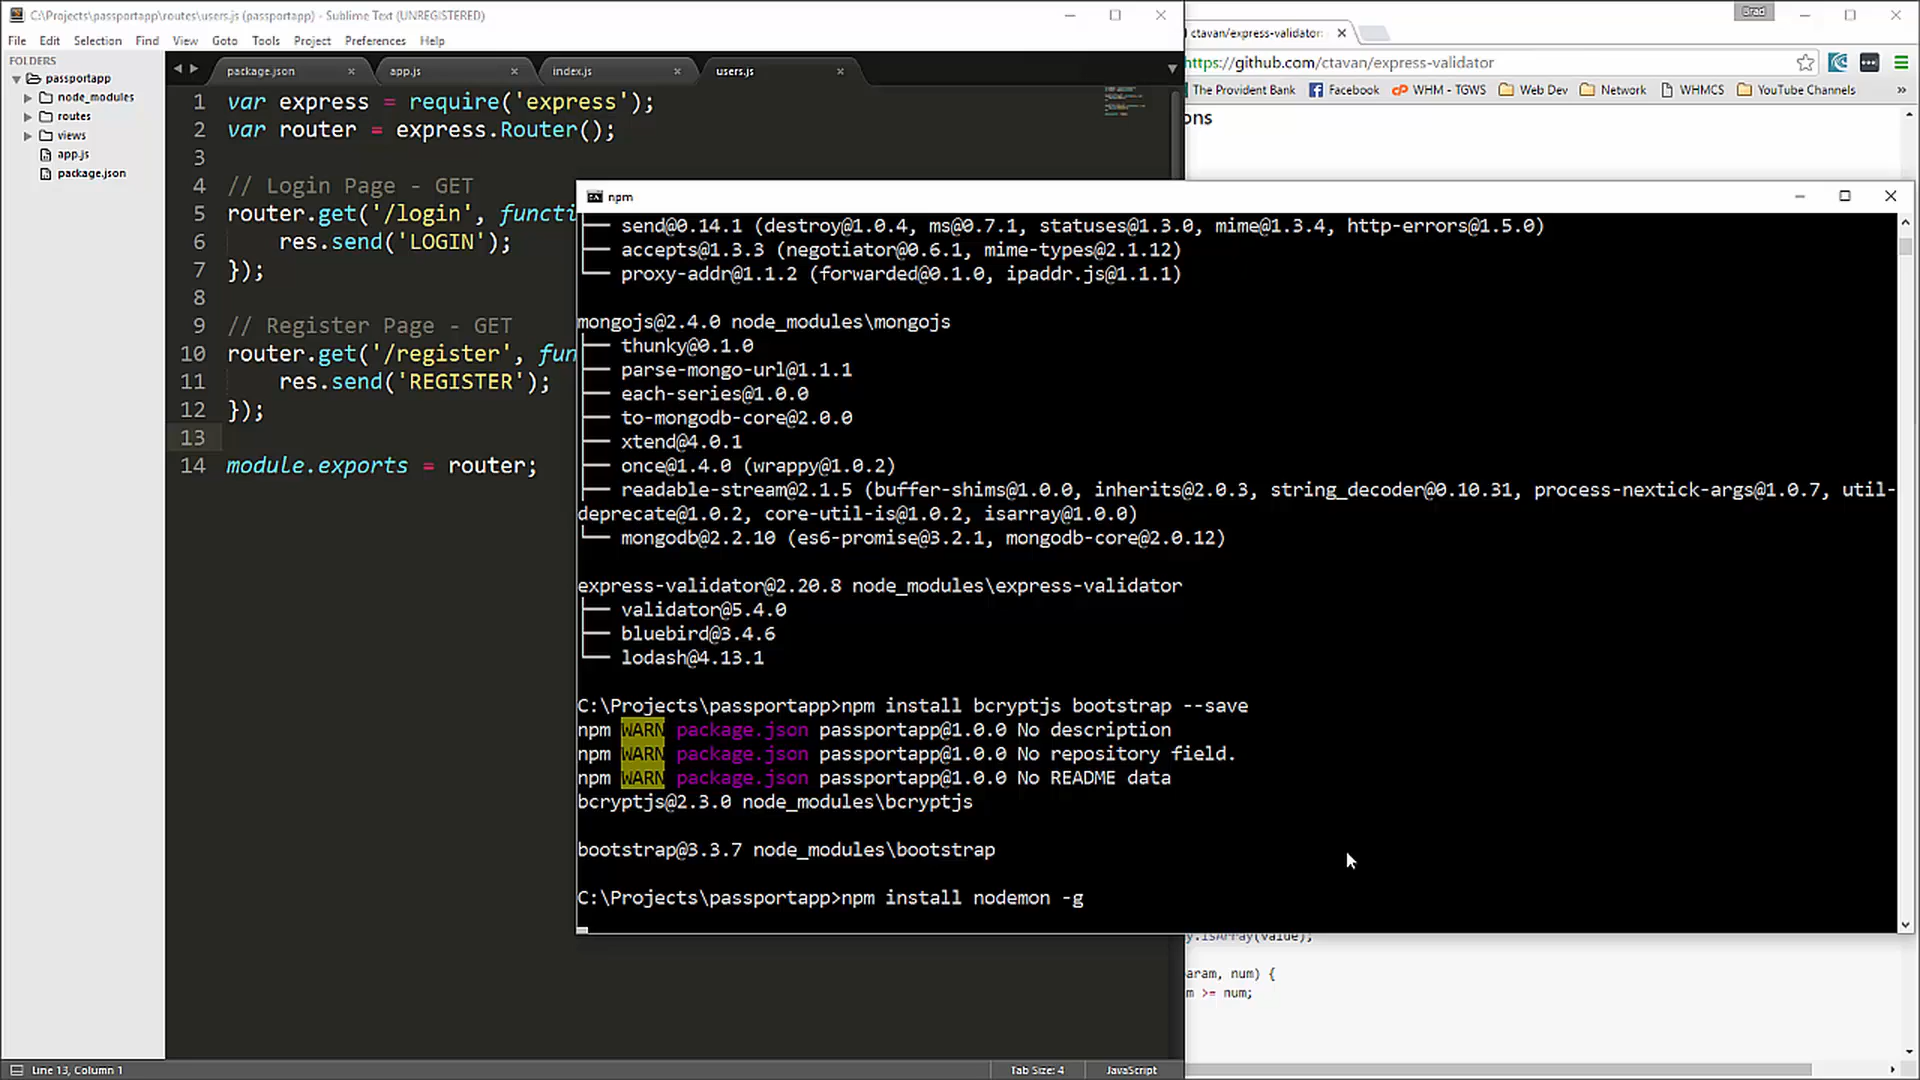 C:\Projects\passportapp\routes\users.js (passportapp) - Sublime Text (UNREGISTERED)
File Edit Selection Find View Goto Tools Project Preferences Help
FOLDERS
passportapp
node_modules
routes
views
app.js
package.json
package.json app.js index.js users.js
1 var express = require('express');
2 var router = express.Router();
3
4 // Login Page - GET
5 router.get('/login', functi
6 res.send('LOGIN');
7 });
8
9 // Register Page - GET
10 router.get('/register', fun
11 res.send('REGISTER');
12 });
13
14 module.exports = router;
Line 13, Column 1
Tab Size: 4
JavaScript
Brad
ctavan/express-validator:
https://github.com/ctavan/express-validator
The Provident Bank Facebook WHM - TGWS Web Dev Network WHMCS YouTube Channels »
ons
npm
├── send@0.14.1 (destroy@1.0.4, ms@0.7.1, statuses@1.3.0, mime@1.3.4, http-errors@1.5.0)
├── accepts@1.3.3 (negotiator@0.6.1, mime-types@2.1.12)
└── proxy-addr@1.1.2 (forwarded@0.1.0, ipaddr.js@1.1.1)
mongojs@2.4.0 node_modules\mongojs
├── thunky@0.1.0
├── parse-mongo-url@1.1.1
├── each-series@1.0.0
├── to-mongodb-core@2.0.0
├── xtend@4.0.1
├── once@1.4.0 (wrappy@1.0.2)
├── readable-stream@2.1.5 (buffer-shims@1.0.0, inherits@2.0.3, string_decoder@0.10.31, process-nextick-args@1.0.7, util-
deprecate@1.0.2, core-util-is@1.0.2, isarray@1.0.0)
└── mongodb@2.2.10 (es6-promise@3.2.1, mongodb-core@2.0.12)
express-validator@2.20.8 node_modules\express-validator
├── validator@5.4.0
├── bluebird@3.4.6
└── lodash@4.13.1
C:\Projects\passportapp>npm install bcryptjs bootstrap --save
npm WARN package.json passportapp@1.0.0 No description
npm WARN package.json passportapp@1.0.0 No repository field.
npm WARN package.json passportapp@1.0.0 No README data
bcryptjs@2.3.0 node_modules\bcryptjs
bootstrap@3.3.7 node_modules\bootstrap
C:\Projects\passportapp>npm install nodemon -g
y.isArray(value);
aram, num) {
m >= num;